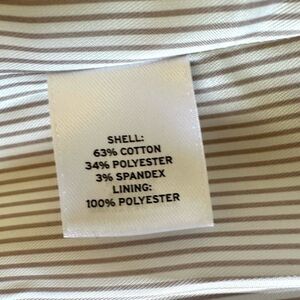 SHELL:
63% COTTON
34% POLYESTER
3% SPANDEX
LINING:
100% POLYESTER